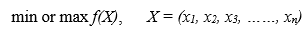 min or max f(X), X = (x1, x2, x3, ……, xn)